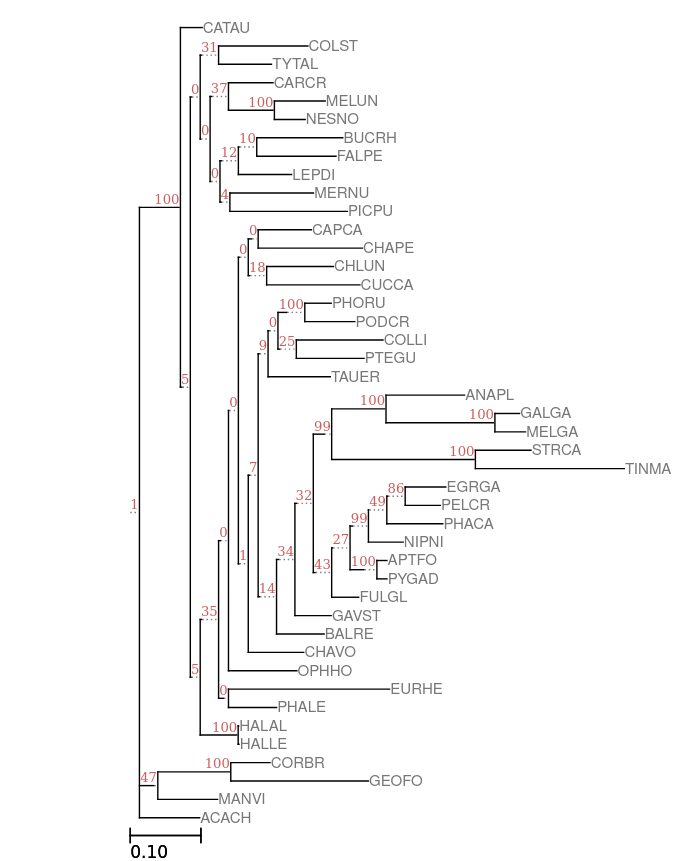 CATAU
31 COLST
TYTAL
0 37 CARCR
100 MELUN
NESNO
0 10 BUCRH
12 FALPE
0 LEPDI
4 MERNU
100 PICPU
0 CAPCA
0 CHAPE
18 CHLUN
CUCCA
100 PHORU
0 PODCR
9 25 COLLI
PTEGU
5 TAUER
0 100 ANAPL
99 100 GALGA
MELGA
7 100 STRCA
TINMA
32 86 EGRGA
1 49 PELCR
99 PHACA
0 27 NIPNI
1 34 43 100 APTFO
PYGAD
14 FULGL
35 GAVST
BALRE
CHAVO
5 OPHHO
0 EURHE
PHALE
100 HALAL
HALLE
100 CORBR
47 GEOFO
MANVI
ACACH
0.10